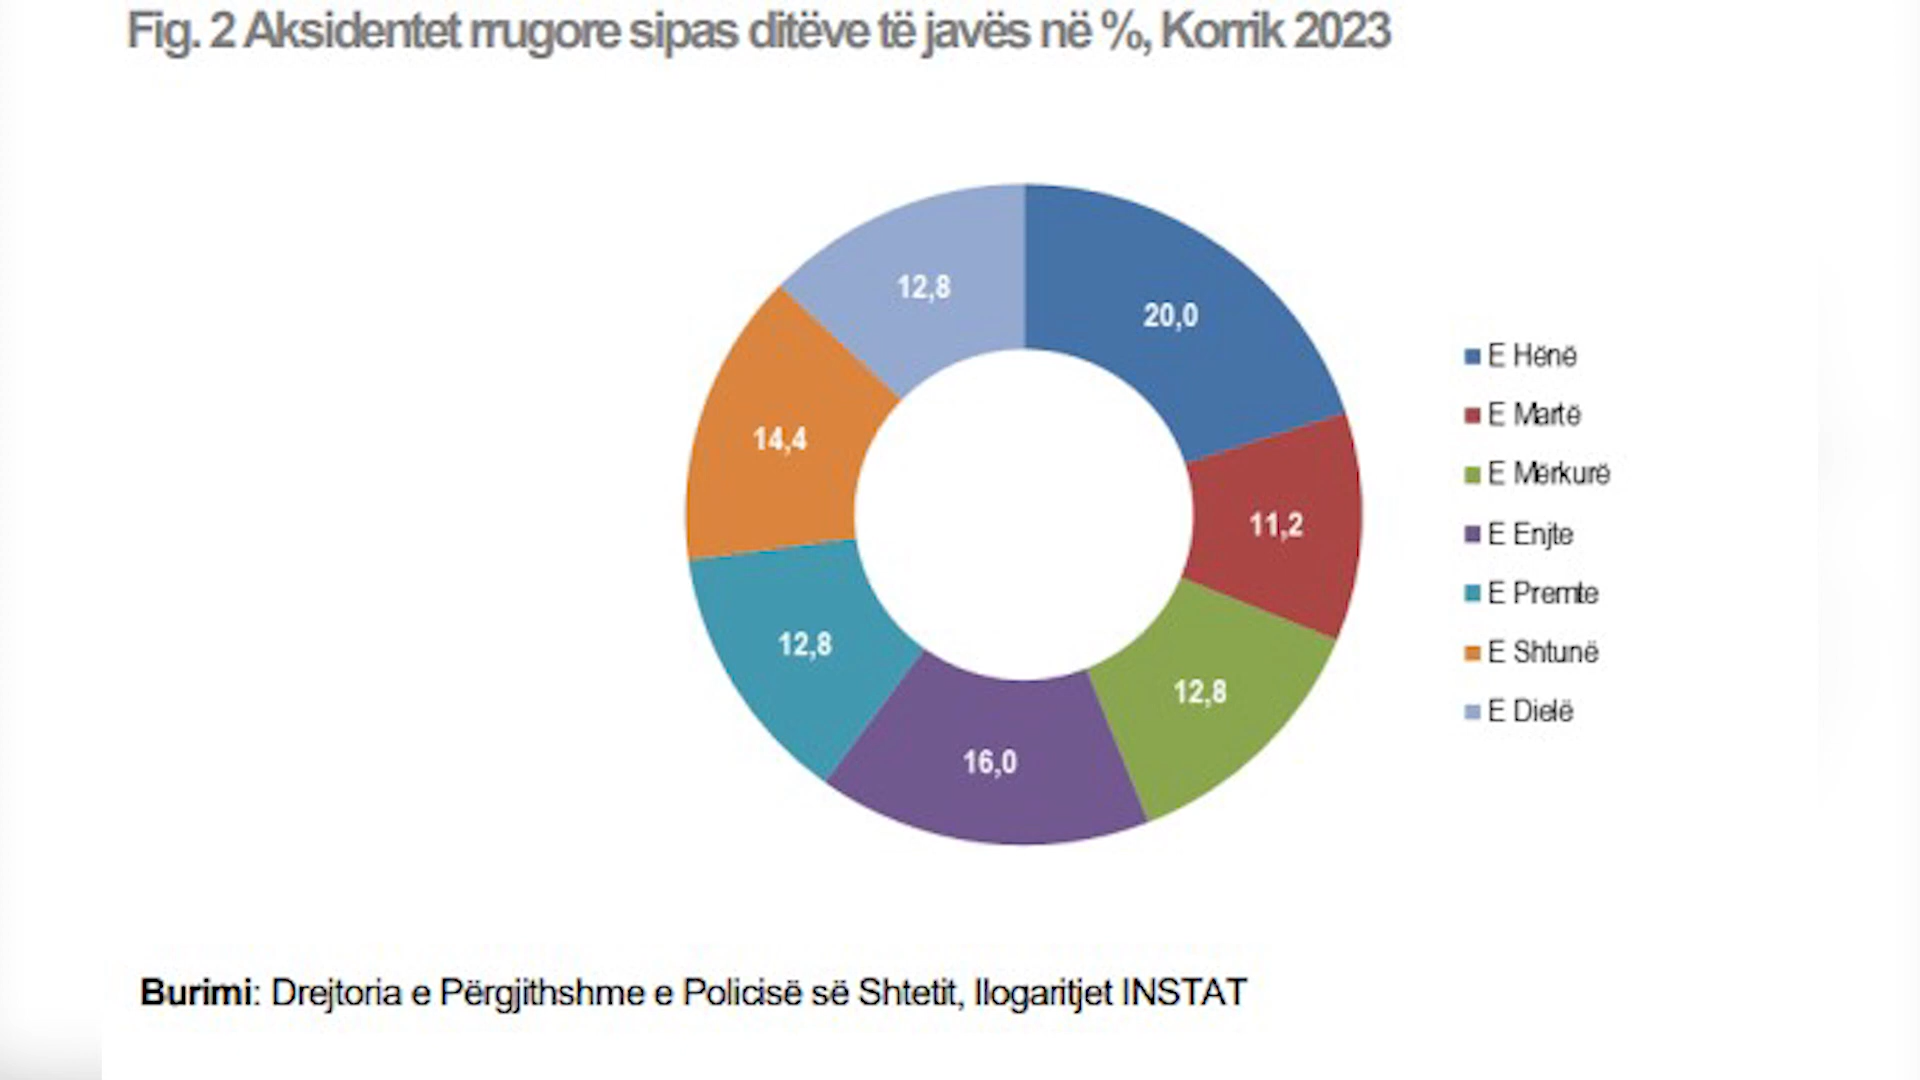 Fig. 2 Aksidentet rrugore sipas ditëve të javës në %, Korrik 2023
12,8
20,0
14,4
11,2
12,8
12,8
16,0
E Hënë
E Martë
E Mërkurë
E Enjte
E Premte
E Shtunë
E Dielë
Burimi: Drejtoria e Përgjithshme e Policisë së Shtetit, llogaritjet INSTAT